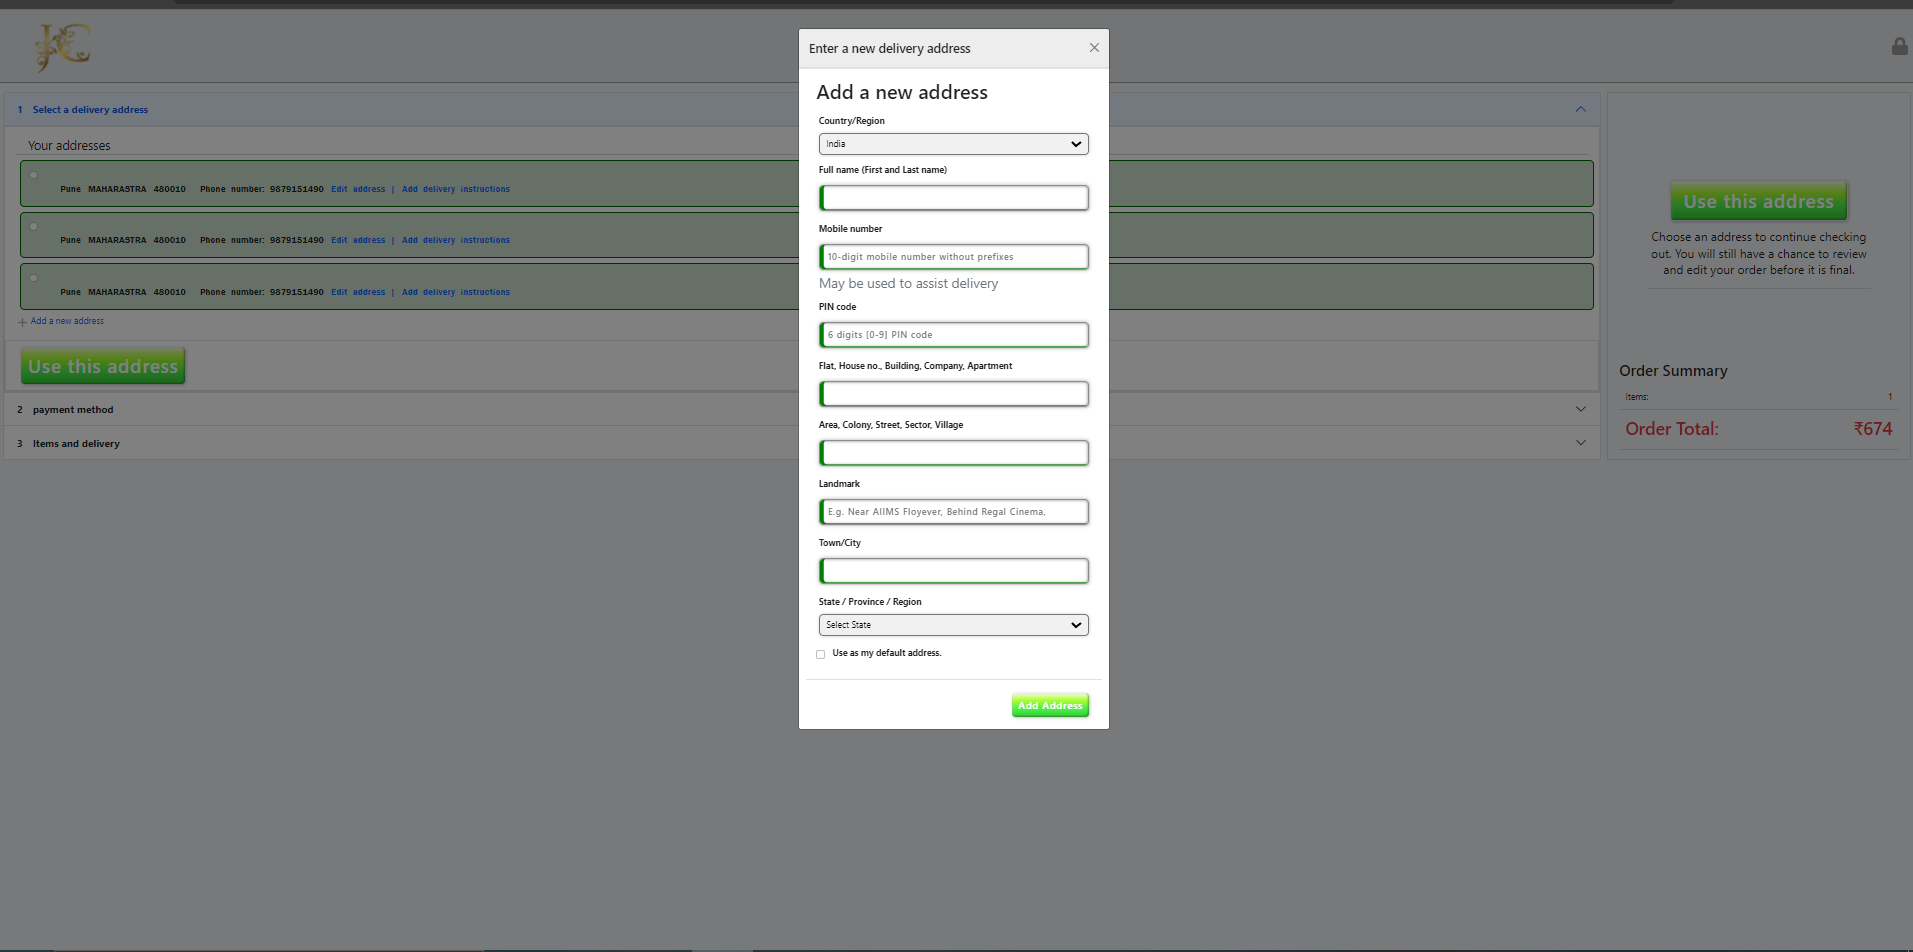 JC
1 Select a delivery address
Your addresses
Pune MAHARASTRA 480010 Phone number: 9879151490 Edit address | Add delivery instructions
Pune MAHARASTRA 480010 Phone number: 9879151490 Edit address | Add delivery instructions
Pune MAHARASTRA 480010 Phone number: 9879151490 Edit address | Add delivery instructions
+ Add a new address
Use this address
2 payment method
3 Items and delivery
Enter a new delivery address
Add a new address
Country/Region
India
Full name (First and Last name)
Mobile number
10-digit mobile number without prefixes
May be used to assist delivery
PIN code
6 digits [0-9] PIN code
Flat, House no., Building, Company, Apartment
Area, Colony, Street, Sector, Village
Landmark
E.g. Near AIIMS Floyever, Behind Regal Cinema,
Town/City
State / Province / Region
Select State
Use as my default address.
Add Address
Use this address
Choose an address to continue checking
out. You will still have a chance to review
and edit your order before it is final.
Order Summary
Items: 1
Order Total: ₹674